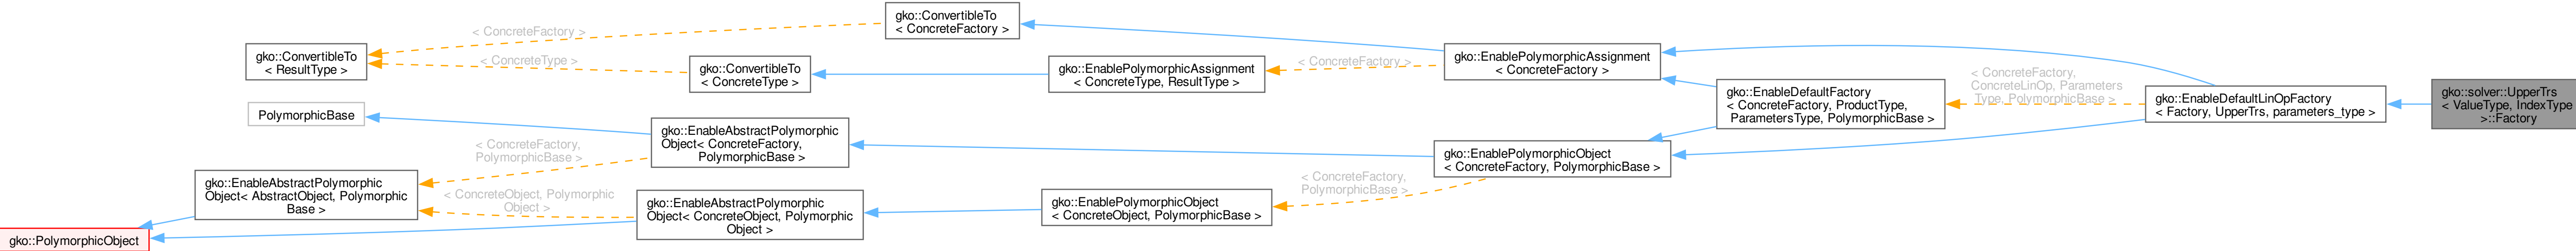 gko::ConvertibleTo
< ResultType >
PolymorphicBase
gko::EnableAbstractPolymorphic
Object< AbstractObject, Polymorphic
Base >
gko::PolymorphicObject
< ConcreteFactory >
< ConcreteType >
< ConcreteFactory,
PolymorphicBase >
< ConcreteObject, Polymorphic
Object >
gko::ConvertibleTo
< ConcreteFactory >
gko::ConvertibleTo
< ConcreteType >
gko::EnableAbstractPolymorphic
Object< ConcreteFactory,
PolymorphicBase >
gko::EnableAbstractPolymorphic
Object< ConcreteObject, Polymorphic
Object >
gko::EnablePolymorphicAssignment
< ConcreteType, ResultType >
gko::EnablePolymorphicObject
< ConcreteObject, PolymorphicBase >
< ConcreteFactory >
< ConcreteFactory,
PolymorphicBase >
gko::EnablePolymorphicAssignment
< ConcreteFactory >
gko::EnablePolymorphicObject
< ConcreteFactory, PolymorphicBase >
gko::EnableDefaultFactory
< ConcreteFactory, ProductType,
ParametersType, PolymorphicBase >
< ConcreteFactory,
ConcreteLinOp, Parameters
Type, PolymorphicBase >
gko::EnableDefaultLinOpFactory
< Factory, UpperTrs, parameters_type >
gko::solver::UpperTrs
< ValueType, IndexType
>::Factory